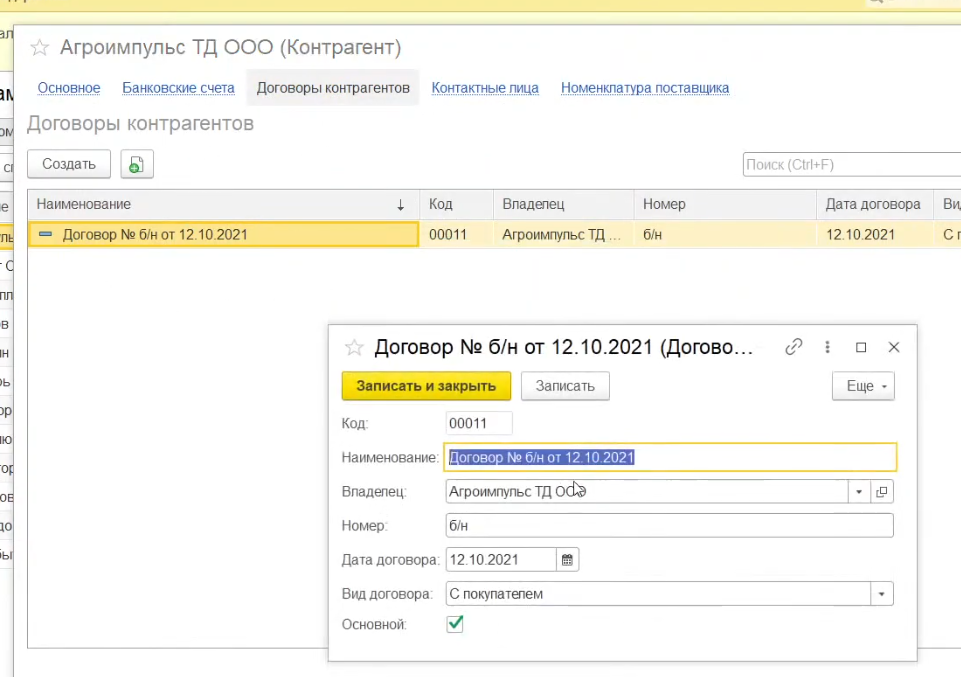 Агроимпульс ТД ООО (Контрагент)
Основное Банковские счета Договоры контрагентов Контактные лица Номенклатура поставщика
Договоры контрагентов
Создать Поиск (Ctrl+F)
Наименование ↓ Код Владелец Номер Дата договора
Договор № б/н от 12.10.2021 00011 Агроимпульс ТД ... б/н 12.10.2021
Договор № б/н от 12.10.2021 (Догово...
Записать и закрыть Записать Еще
Код: 00011
Наименование: Договор № б/н от 12.10.2021
Владелец: Агроимпульс ТД ООО
Номер: б/н
Дата договора: 12.10.2021
Вид договора: С покупателем
Основной: